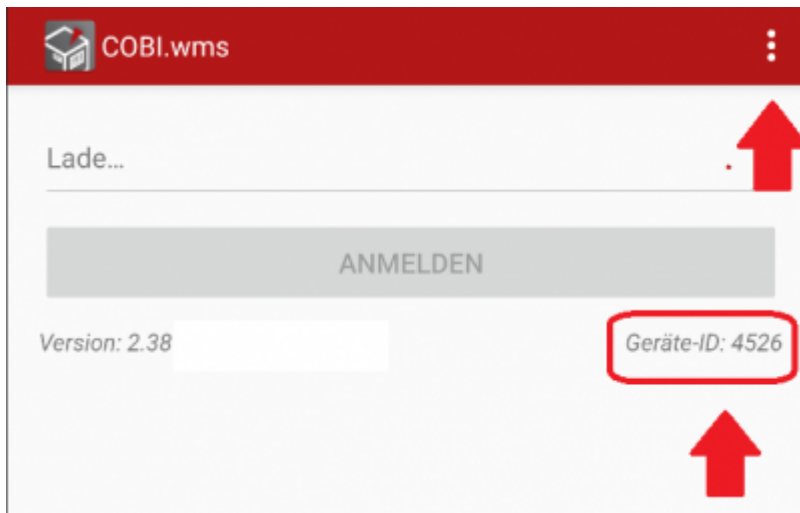 COBI.wms
Lade...
ANMELDEN
Version: 2.38
Geräte-ID: 4526